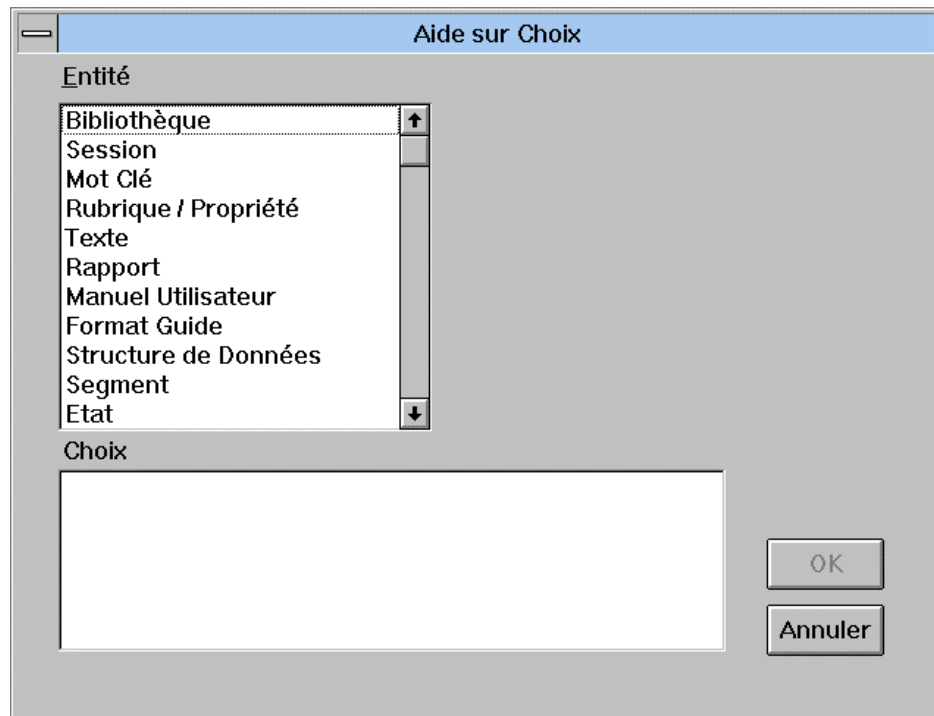 Aide sur Choix
Entité
Bibliothèque
Session
Mot Clé
Rubrique / Propriété
Texte
Rapport
Manuel Utilisateur
Format Guide
Structure de Données
Segment
Etat
Choix
OK
Annuler